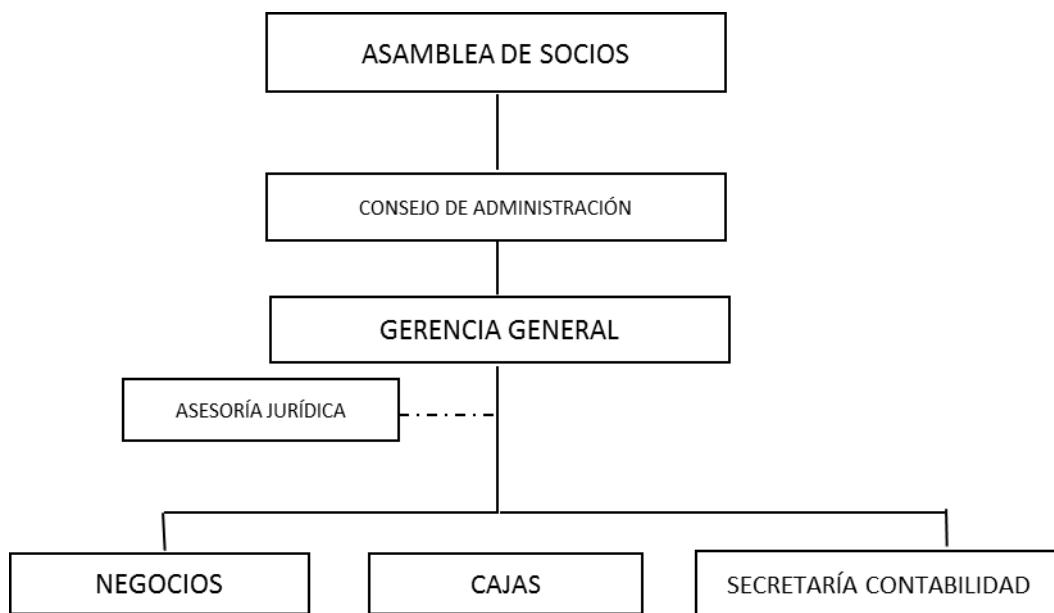 ASAMBLEA DE SOCIOS
CONSEJO DE ADMINISTRACIÓN
GERENCIA GENERAL
ASESORÍA JURÍDICA
NEGOCIOS
CAJAS
SECRETARÍA CONTABILIDAD